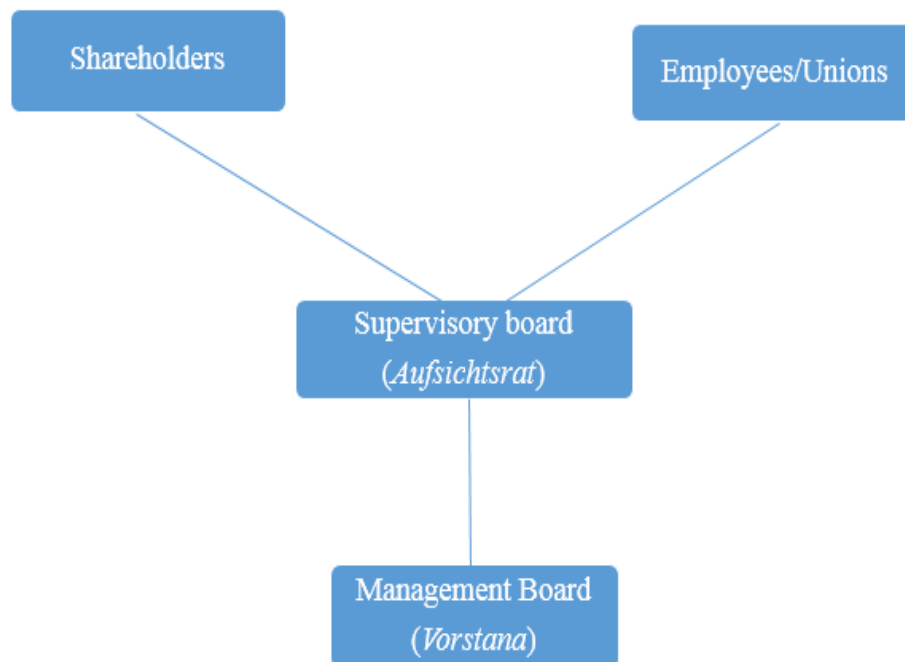 Shareholders
Employees/Unions
Supervisory board
(Aufsichtsrat)
Management Board
(Vorstana)